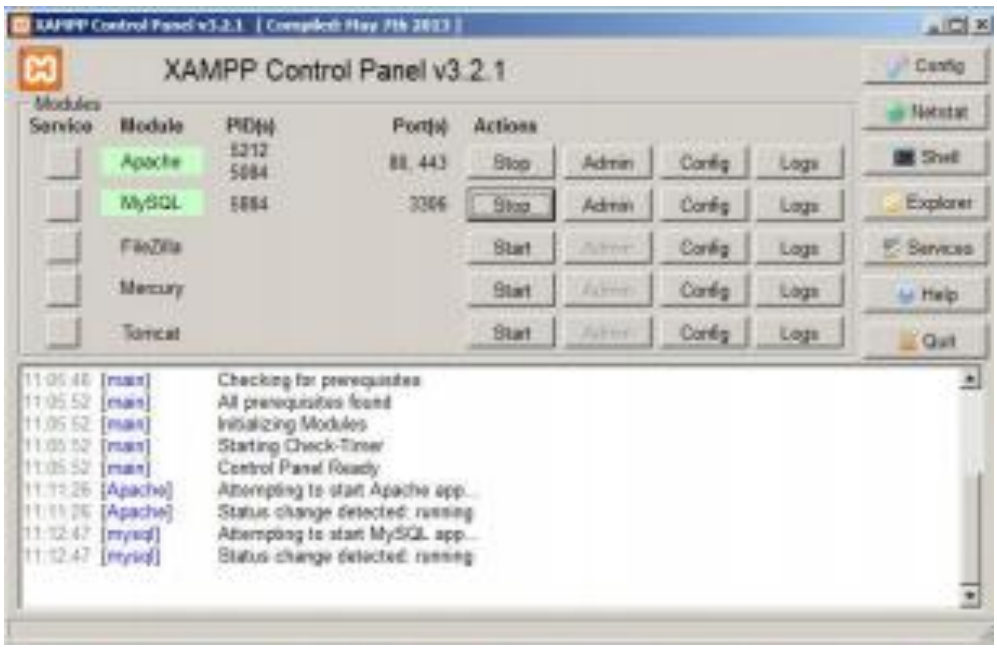 XAMPP Control Panel v3.2.1 [ Compiled: May 7th 2013 ]
XAMPP Control Panel v3.2.1
Config
Modules
Service Module PID(s) Port(s) Actions
Netstat
Apache 5212 5084 80, 443 Stop Admin Config Logs
Shell
MySQL 3306 Stop Admin Config Logs
Explorer
FileZilla Start Admin Config Logs
Services
Mercury Start Admin Config Logs
Help
Tomcat Start Admin Config Logs
Quit
[main] Checking for prerequisites
11:05:52 [main] All prerequisites found
11:05:52 [main] Initializing Modules
11:05:52 [main] Starting Check-Timer
11:05:52 [main] Control Panel Ready
11:11:26 [Apache] Attempting to start Apache app...
11:11:26 [Apache] Status change detected: running
11:12:47 [mysql] Attempting to start MySQL app...
11:12:47 [mysql] Status change detected: running